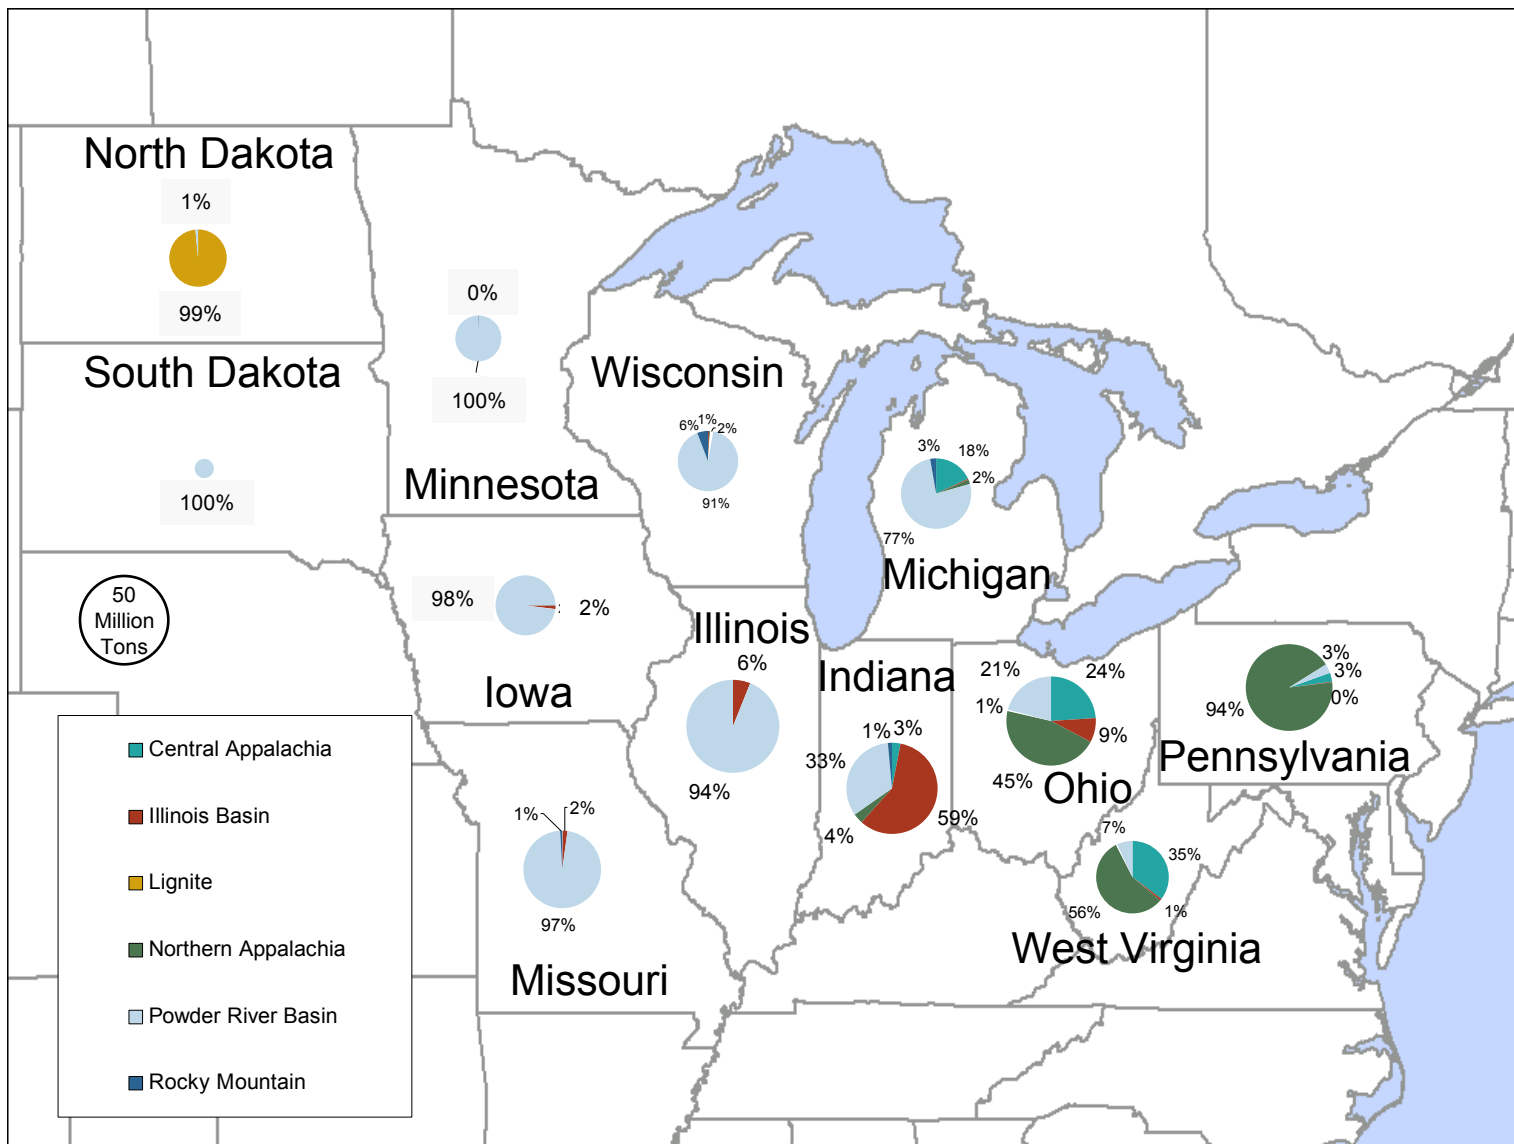 North Dakota
1%
99%
South Dakota
100%
0%
100%
Minnesota
Wisconsin
6%
1%
2%
91%
3%
18%
2%
77%
Michigan
50
Million
Tons
98%
2%
Iowa
Illinois
6%
94%
Indiana
1%
3%
33%
59%
4%
21%
24%
1%
9%
45%
Ohio
3%
3%
0%
94%
Pennsylvania
1%
2%
97%
Missouri
7%
35%
56%
1%
West Virginia
Central Appalachia
Illinois Basin
Lignite
Northern Appalachia
Powder River Basin
Rocky Mountain